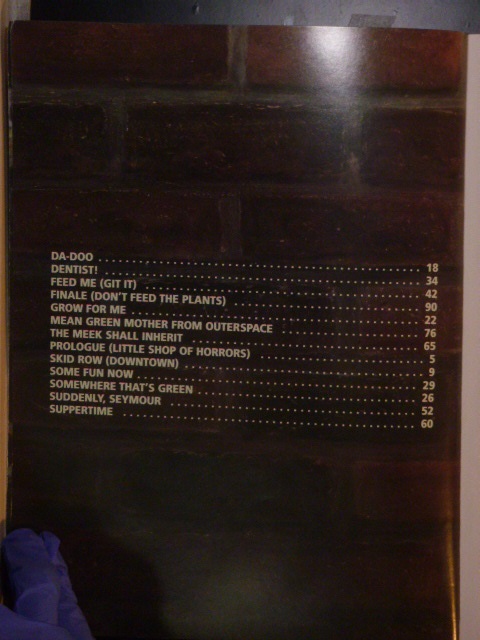 DA-DOO 18
DENTIST! 34
FEED ME (GIT IT) 42
FINALE (DON'T FEED THE PLANTS) 90
GROW FOR ME 22
MEAN GREEN MOTHER FROM OUTERSPACE 76
THE MEEK SHALL INHERIT 65
PROLOGUE (LITTLE SHOP OF HORRORS) 5
SKID ROW (DOWNTOWN) 9
SOME FUN NOW 29
SOMEWHERE THAT'S GREEN 26
SUDDENLY, SEYMOUR 52
SUPPERTIME 60